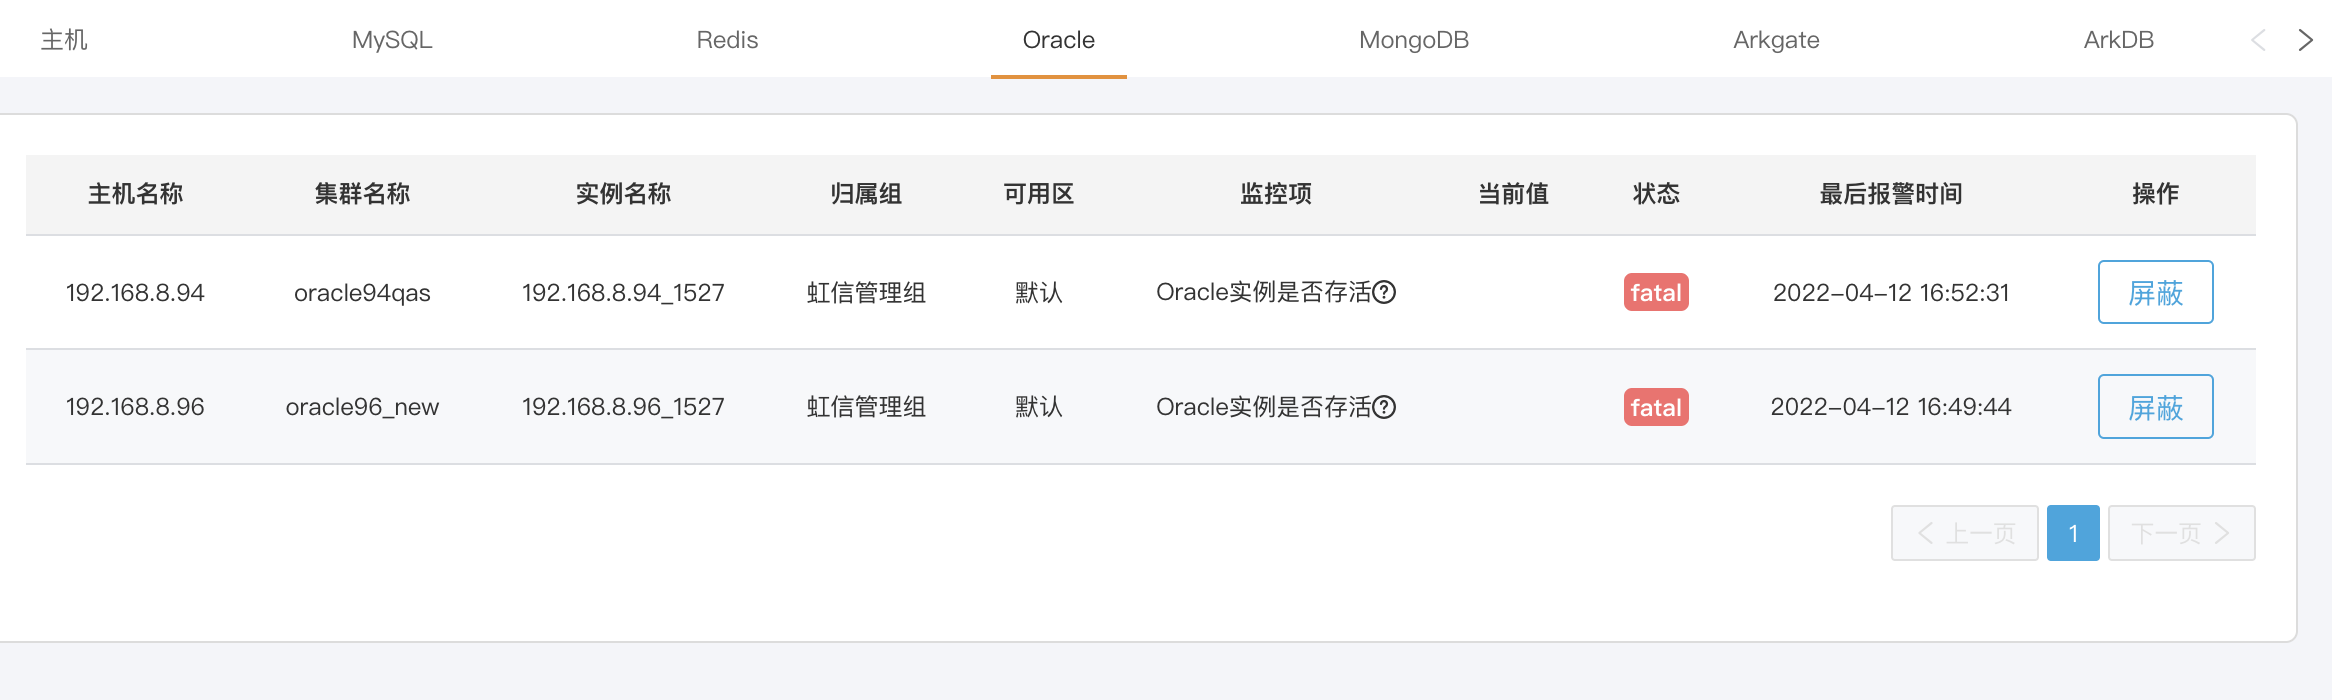 主机 MySQL Redis Oracle MongoDB Arkgate ArkDB
主机名称 集群名称 实例名称 归属组 可用区 监控项 当前值 状态 最后报警时间 操作
192.168.8.94 oracle94qas 192.168.8.94_1527 虹信管理组 默认 Oracle实例是否存活? fatal 2022-04-12 16:52:31 屏蔽
192.168.8.96 oracle96_new 192.168.8.96_1527 虹信管理组 默认 Oracle实例是否存活? fatal 2022-04-12 16:49:44 屏蔽
上一页 1 下一页